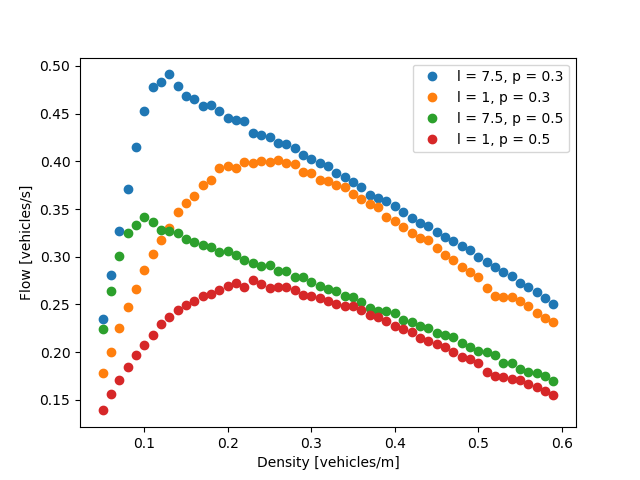 0.50
0.45
0.40
0.35
0.30
0.25
0.20
0.15
Flow [vehicles/s]
l = 7.5, p = 0.3
l = 1, p = 0.3
l = 7.5, p = 0.5
l = 1, p = 0.5
0.1 0.2 0.3 0.4 0.5 0.6
Density [vehicles/m]